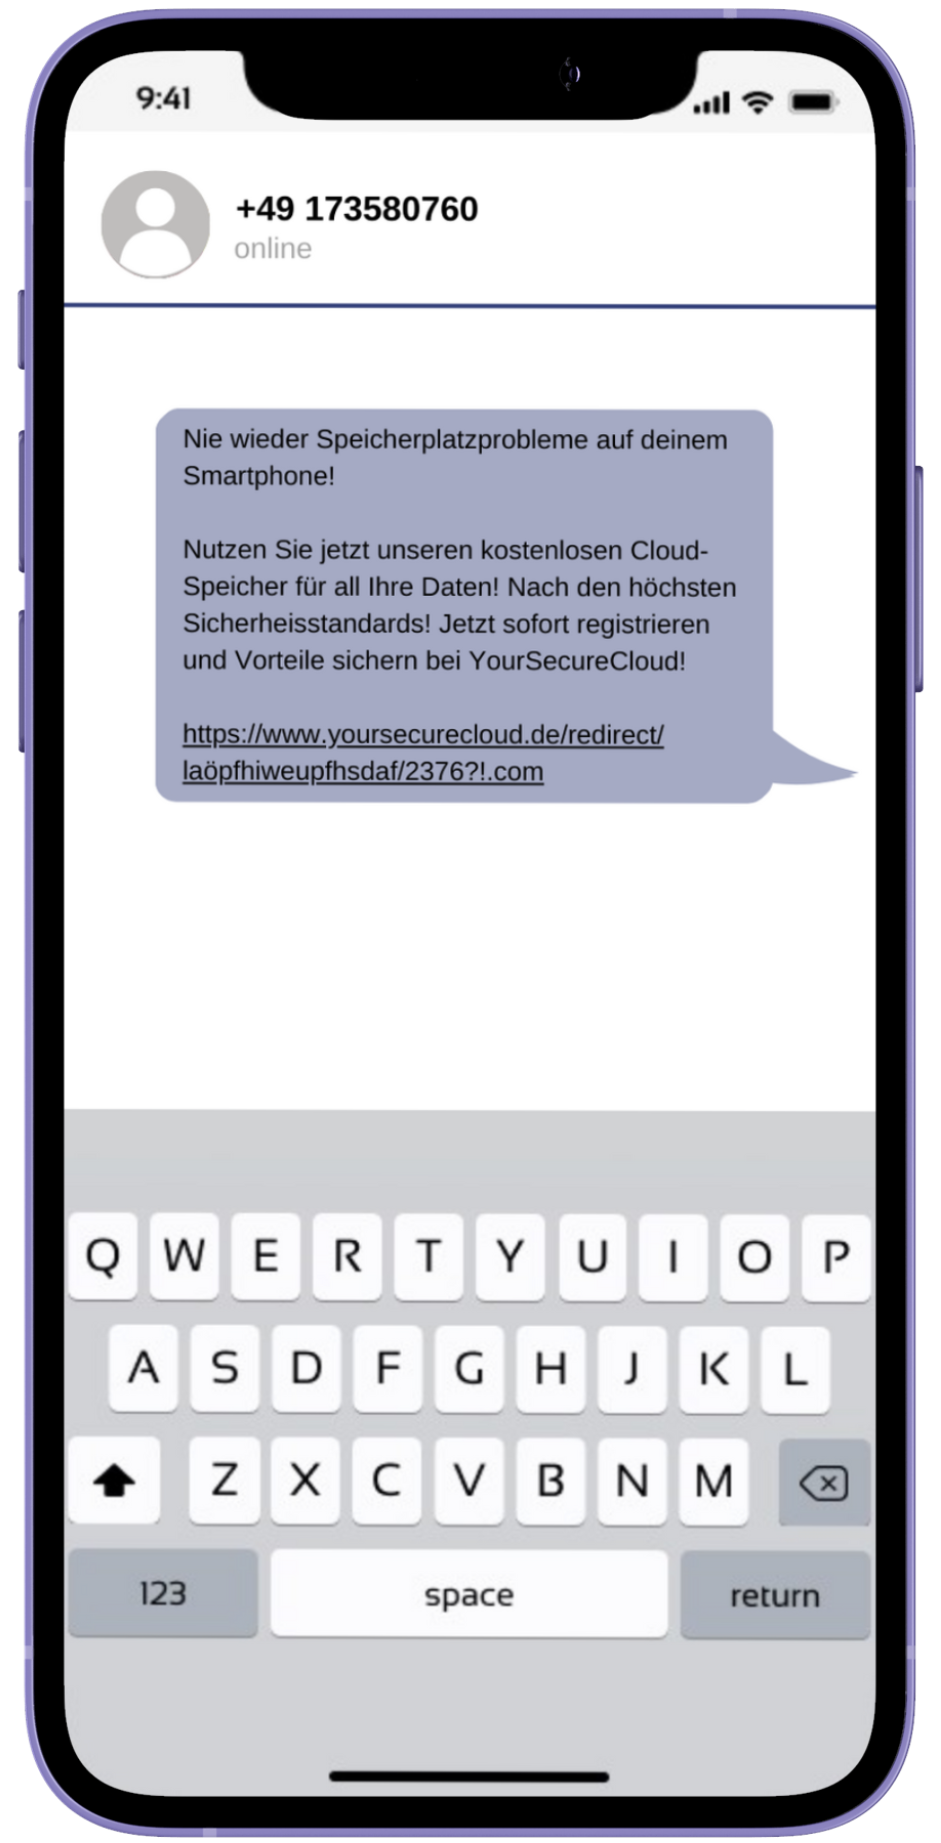 9:41
+49 173580760
online
Nie wieder Speicherplatzprobleme auf deinem
Smartphone!
Nutzen Sie jetzt unseren kostenlosen Cloud-
Speicher für all Ihre Daten! Nach den höchsten
Sicherheisstandards! Jetzt sofort registrieren
und Vorteile sichern bei YourSecureCloud!
https://www.yoursecurecloud.de/redirect/
laöpfhiweupfhsdaf/2376?!.com
Q W E R T Y U I O P
A S D F G H J K L
Z X C V B N M
123 space return